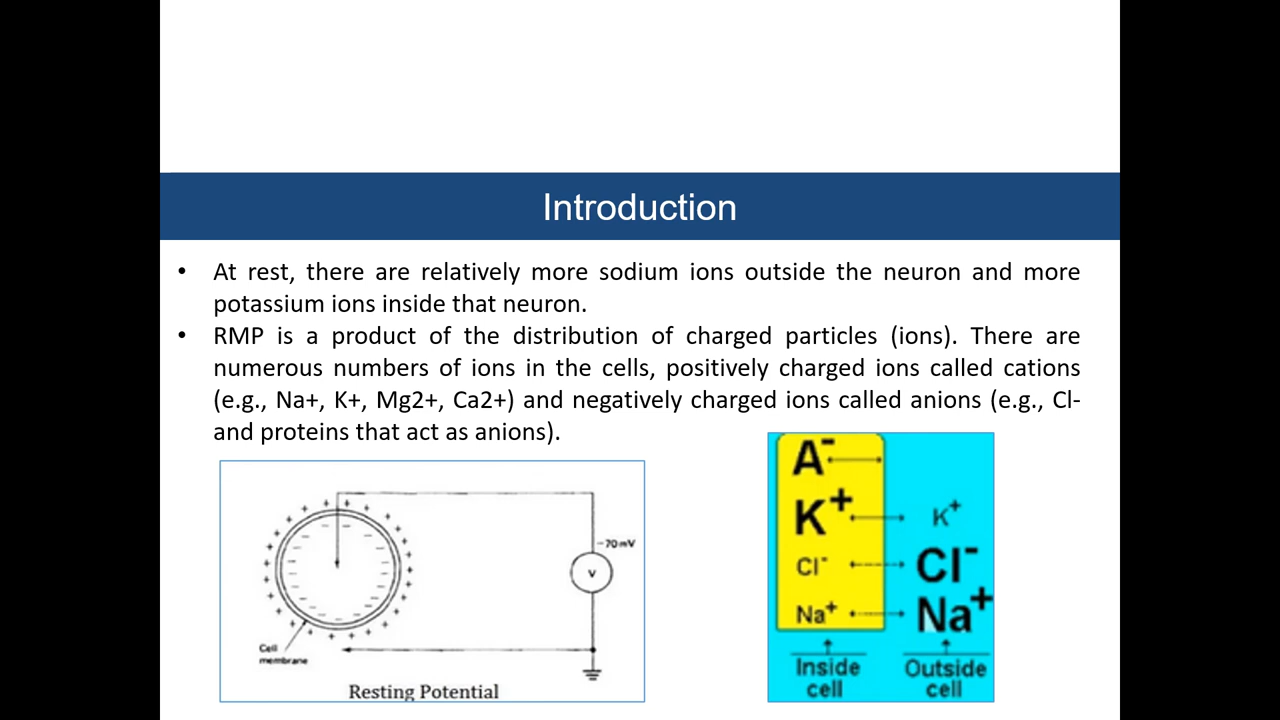 Introduction
• At rest, there are relatively more sodium ions outside the neuron and more
potassium ions inside that neuron.
• RMP is a product of the distribution of charged particles (ions). There are
numerous numbers of ions in the cells, positively charged ions called cations
(e.g., Na+, K+, Mg2+, Ca2+) and negatively charged ions called anions (e.g., Cl-
and proteins that act as anions).
-70mV
V
Cell
membrane
Resting Potential
A-
K+ K+
Cl- Cl-
Na+ Na+
Inside Outside
cell cell